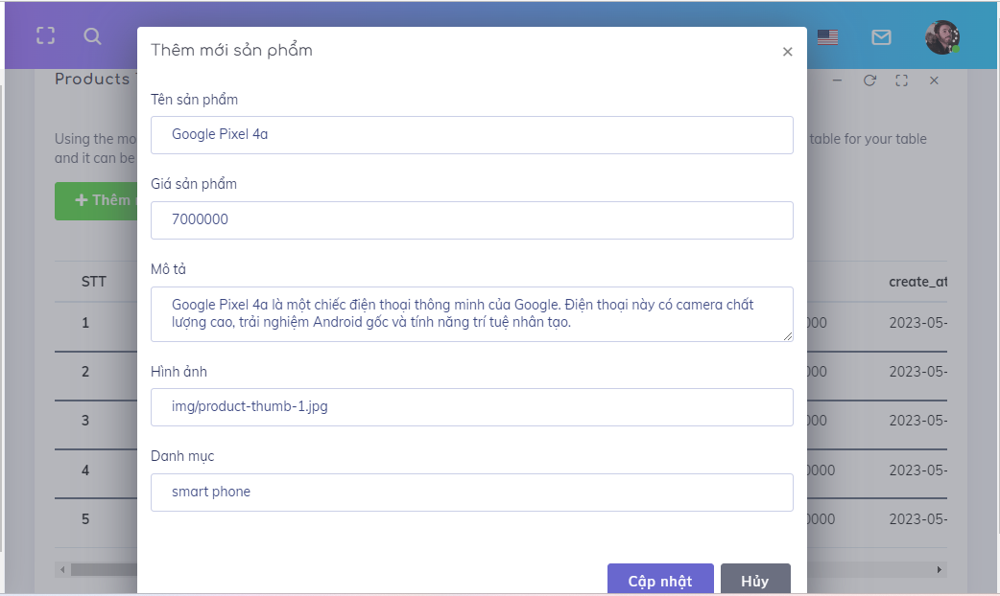 Thêm mới sản phẩm
×
Products
Tên sản phẩm
Google Pixel 4a
Using the mo
table for your table
and it can be
Giá sản phẩm
Thêm
7000000
Mô tả
STT
create_at
Google Pixel 4a là một chiếc điện thoại thông minh của Google. Điện thoại này có camera chất
lượng cao, trải nghiệm Android gốc và tính năng trí tuệ nhân tạo.
1
000
2023-05-
Hình ảnh
2
000
2023-05-
img/product-thumb-1.jpg
3
000
2023-05-
Danh mục
4
0000
2023-05-
smart phone
5
0000
2023-05-
Cập nhật
Hủy